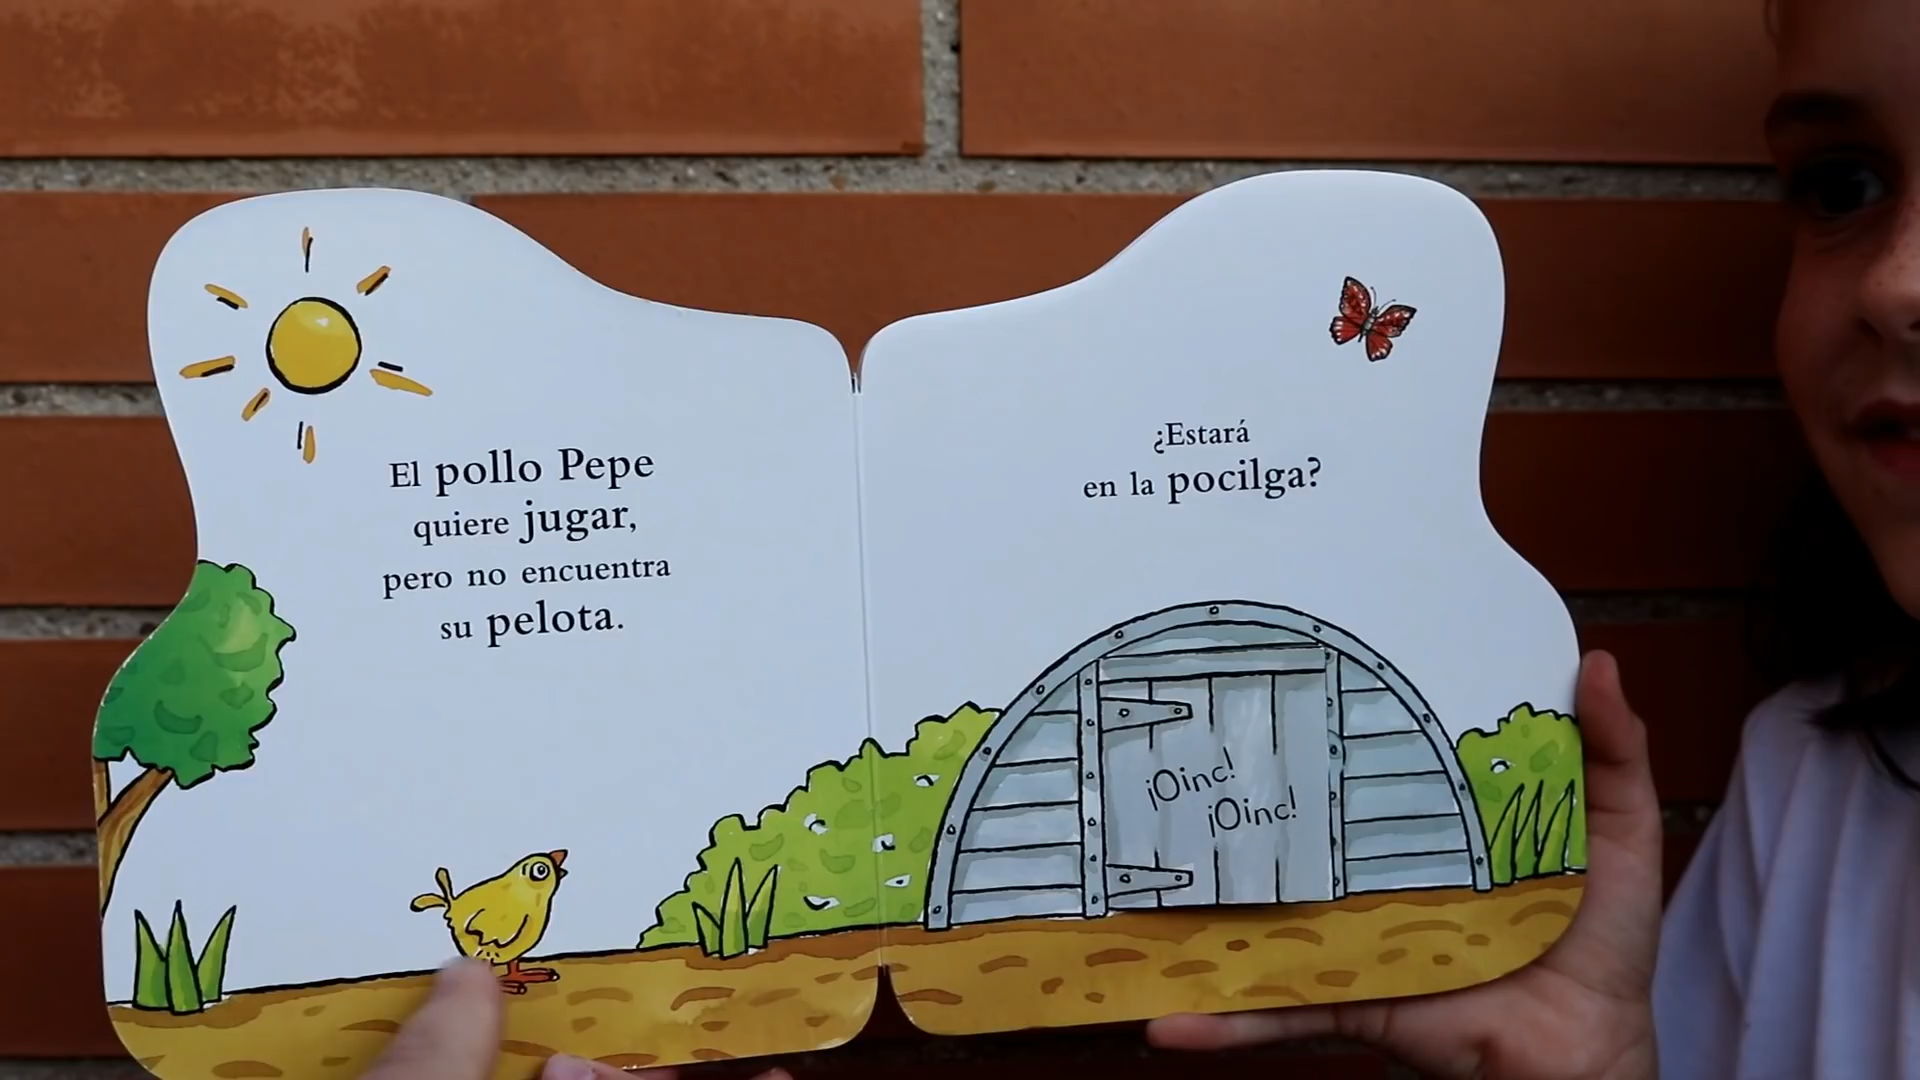 El pollo Pepe
quiere jugar,
pero no encuentra
su pelota.
¿Estará
en la pocilga?
¡Oinc!
¡Oinc!